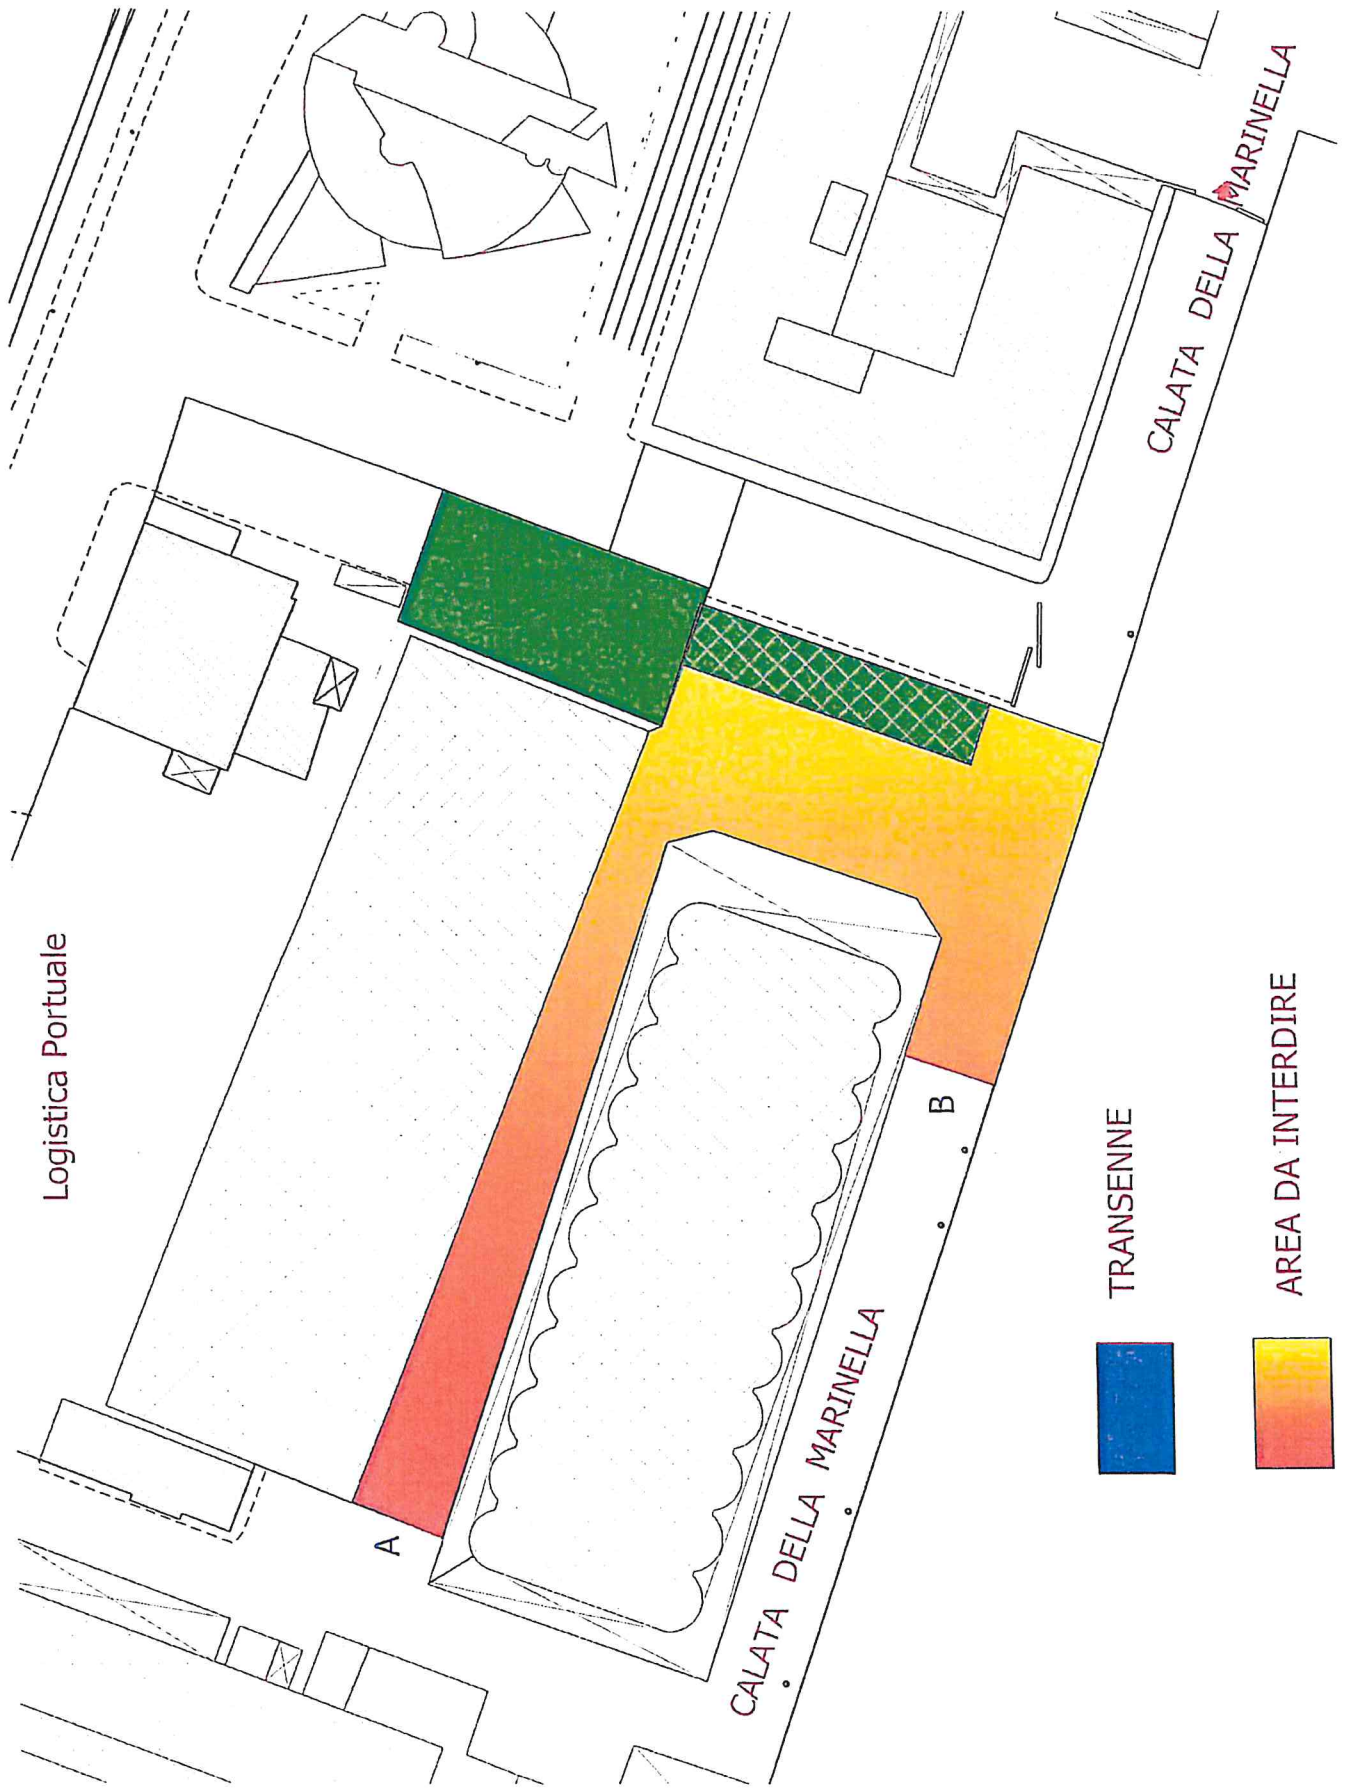 Logistica Portuale
CALATA DELLA MARINELLA
A
B
CALATA DELLA MARINELLA
TRANSENNE
AREA DA INTERDIRE